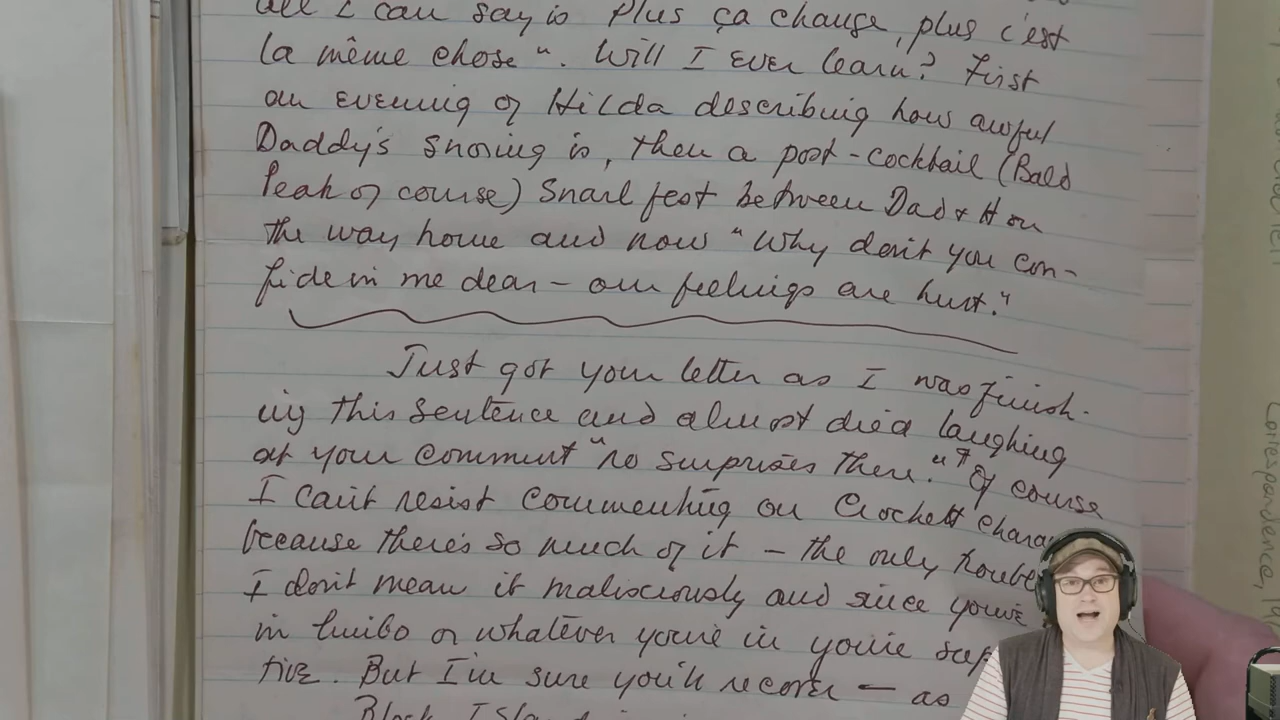 all I can say is Plus ça change, plus c'est
la même chose". Will I ever learn? First
an evening of Hilda describing how awful
Daddy's snoring is, then a post-cocktail (Bald
Peak of course) Snarl fest between Dad & H on
the way home and now "Why don't you con-
fide in me dear – our feelings are hurt."
Just got your letter as I was finish-
ing this sentence and almost died laughing
at your comment "no surprises there." Of course
I can't resist commenting on Crockett
because there's so much of it – the only trouble
I don't mean it maliciously and since you're
in limbo or whatever you're in you're
But I'm sure you'll recover — as
Block Island
Correspondence, 19